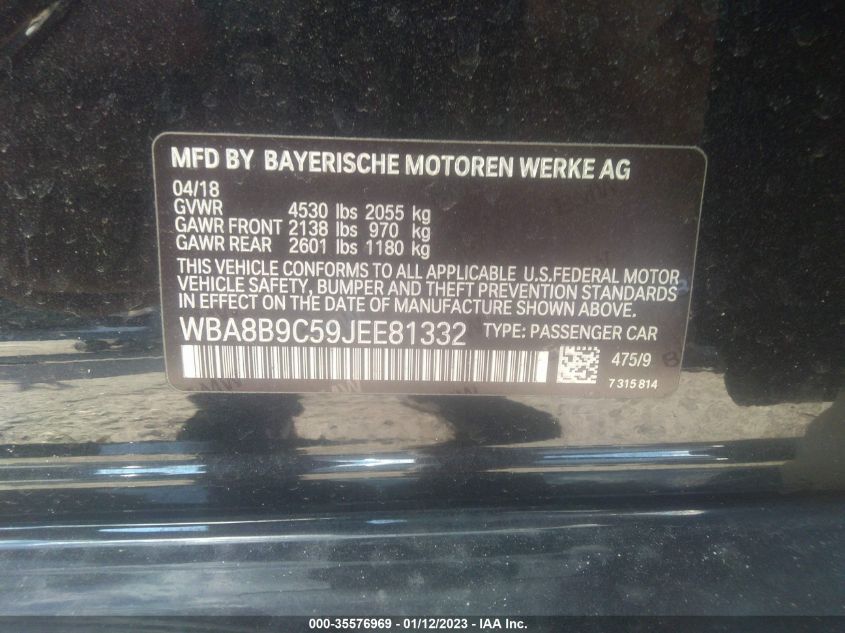 MFD BY BAYERISCHE MOTOREN WERKE AG
04/18
GVWR 4530 lbs 2055 kg
GAWR FRONT 2138 lbs 970 kg
GAWR REAR 2601 lbs 1180 kg
THIS VEHICLE CONFORMS TO ALL APPLICABLE U.S.FEDERAL MOTOR
VEHICLE SAFETY, BUMPER AND THEFT PREVENTION STANDARDS
IN EFFECT ON THE DATE OF MANUFACTURE SHOWN ABOVE.
WBA8B9C59JEE81332 TYPE: PASSENGER CAR
475/9
7 315 814
000-35576969 - 01/12/2023 - IAA Inc.